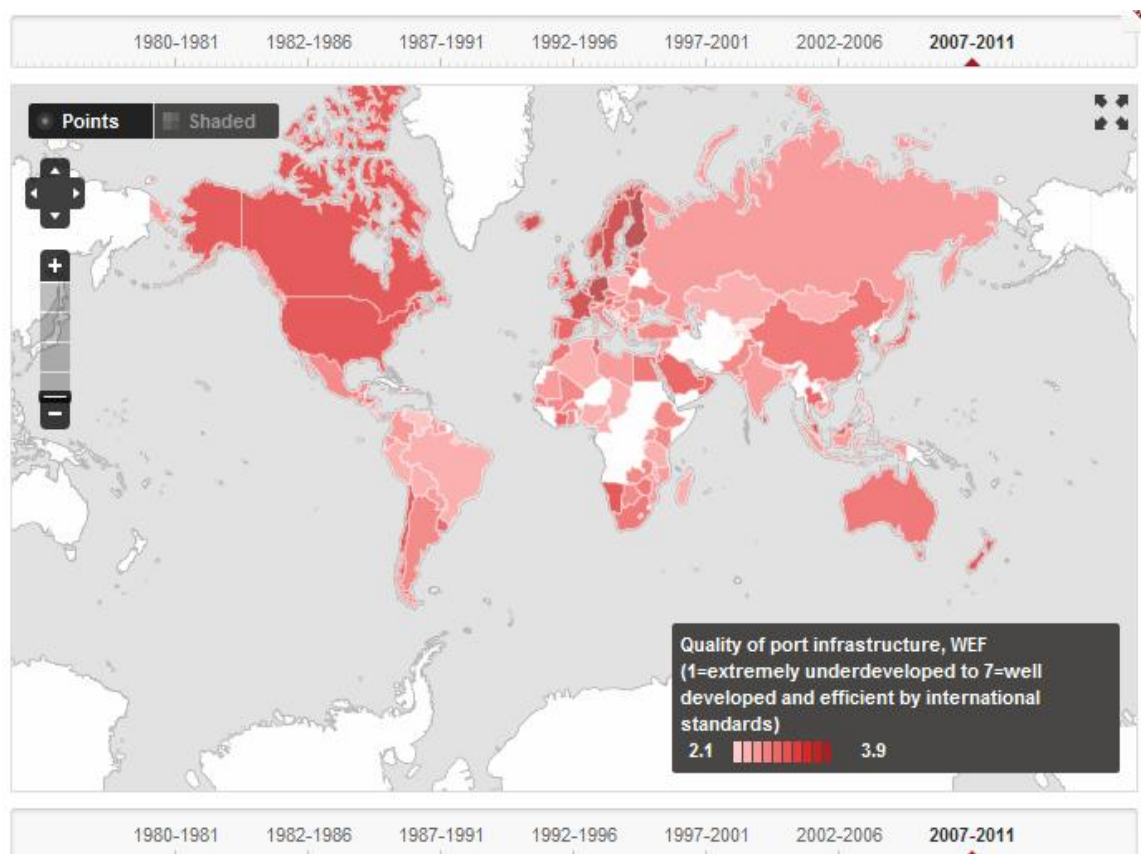 1980-1981 1982-1986 1987-1991 1992-1996 1997-2001 2002-2006 2007-2011
Points Shaded
+
−
Quality of port infrastructure, WEF
(1=extremely underdeveloped to 7=well
developed and efficient by international
standards)
2.1 3.9
1980-1981 1982-1986 1987-1991 1992-1996 1997-2001 2002-2006 2007-2011